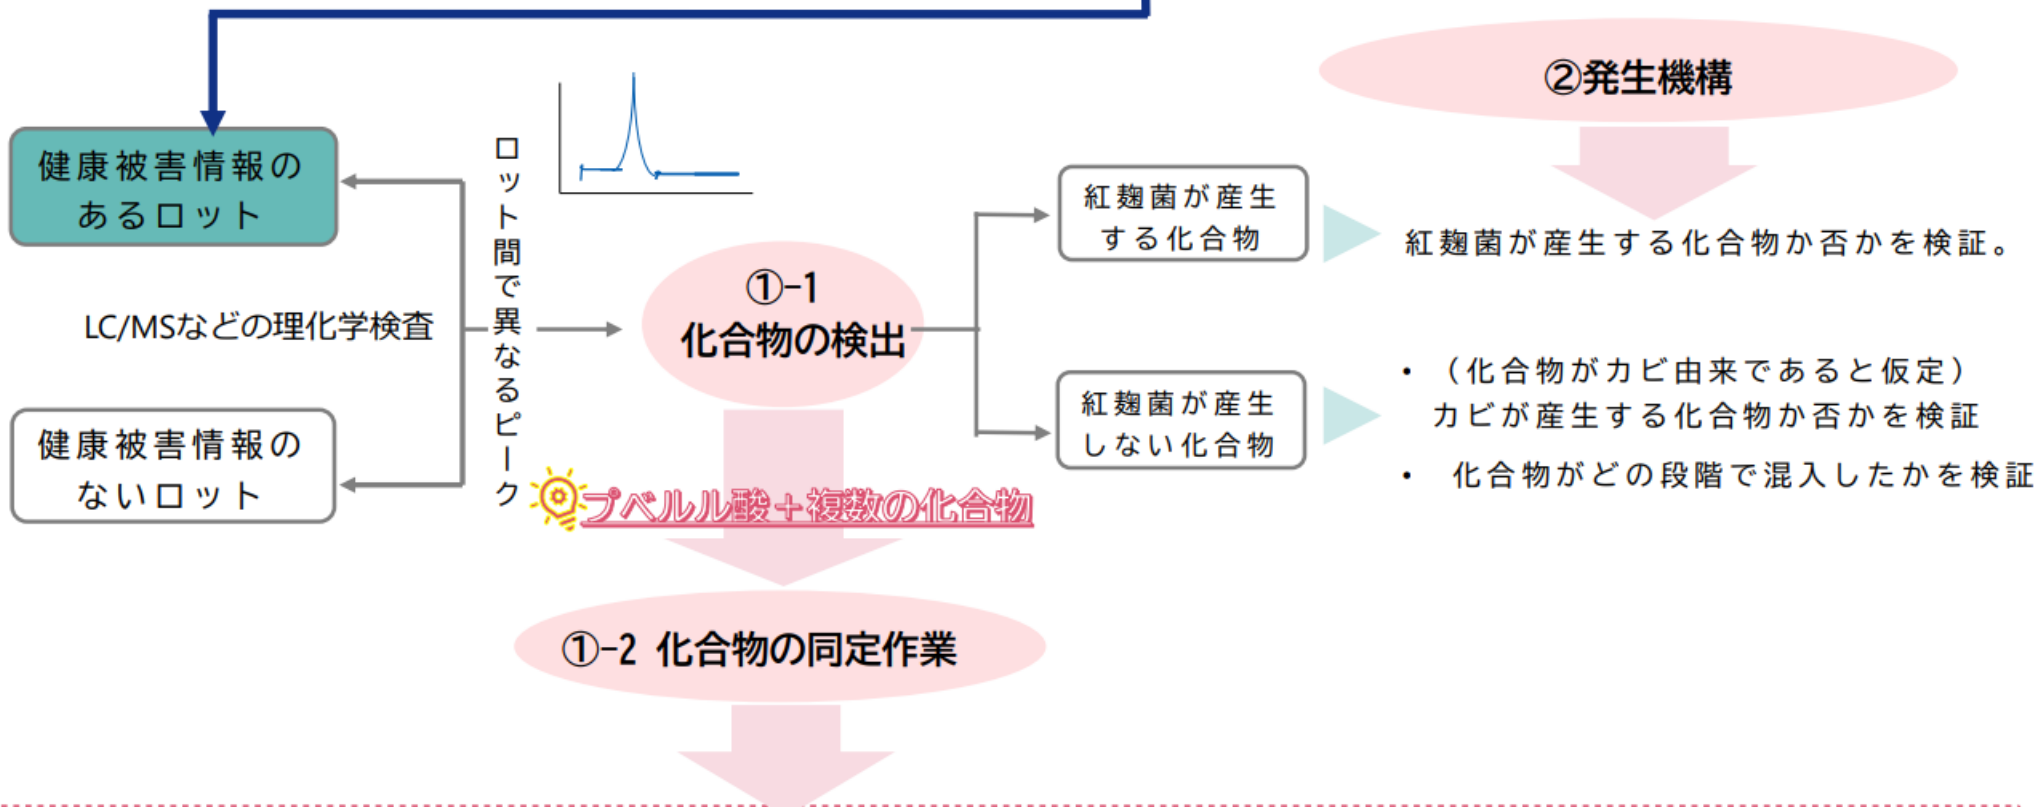 ②発生機構
健康被害情報の
あるロット
LC/MSなどの理化学検査
健康被害情報の
ないロット
ロット間で異なるピーク
①-1
化合物の検出
紅麹菌が産生
する化合物
紅麹菌が産生する化合物か否かを検証。
紅麹菌が産生
しない化合物
・（化合物がカビ由来であると仮定）
カビが産生する化合物か否かを検証
・ 化合物がどの段階で混入したかを検証
プベルル酸＋複数の化合物
①-2 化合物の同定作業